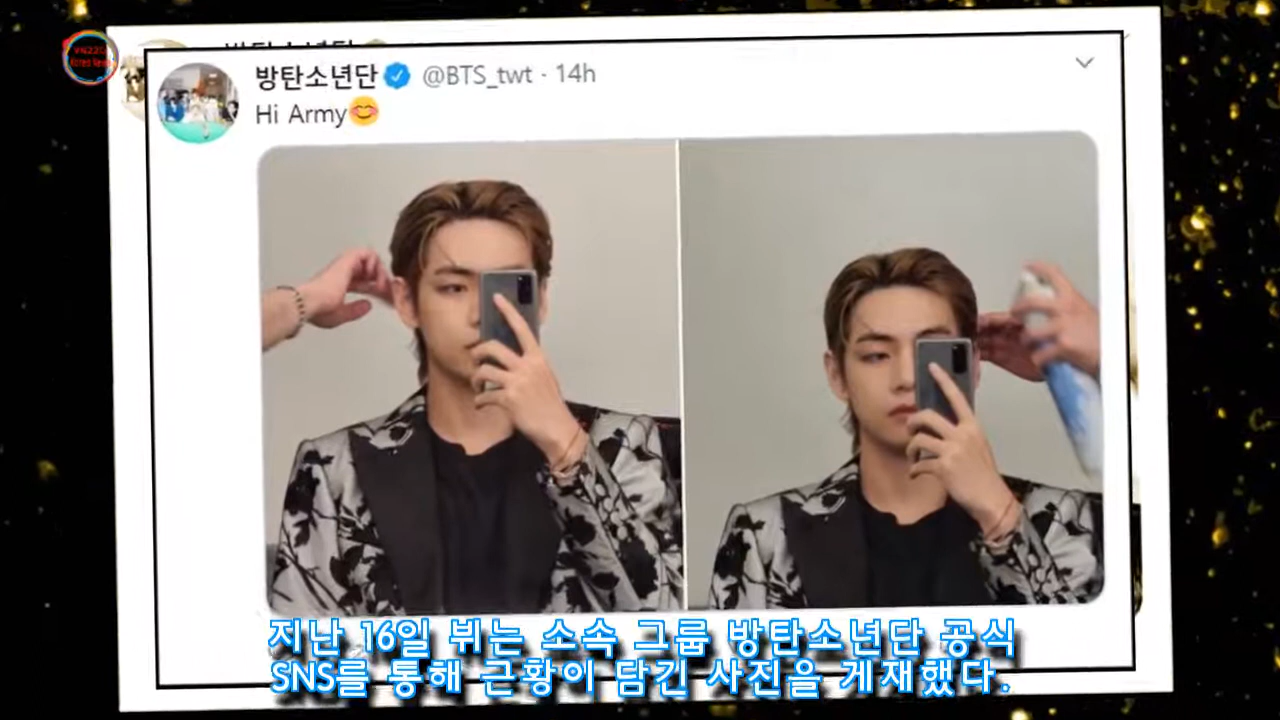 방탄소년단 @BTS_twt · 14h
Hi Army😊
지난 16일 뷔는 소속 그룹 방탄소년단 공식
SNS를 통해 근황이 담긴 사진을 게재했다.